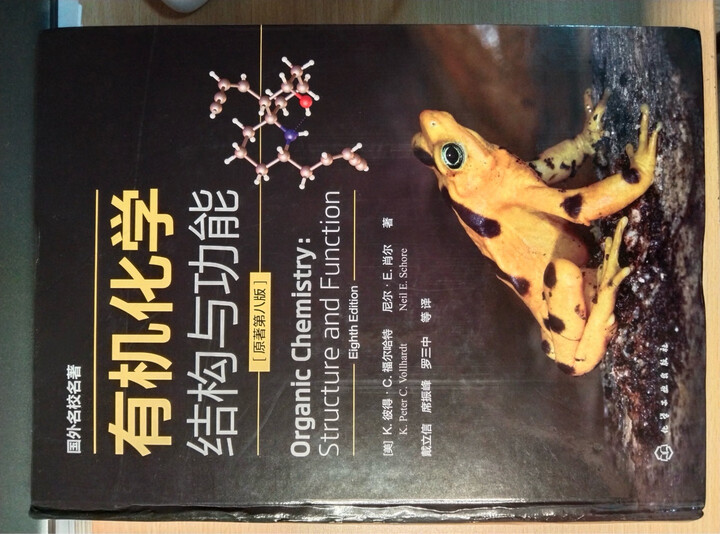 国外名校名著
有机化学
结构与功能
[原著第八版]
Organic Chemistry:
Structure and Function
Eighth Edition
[美] K. 彼得·C. 福尔哈特 尼尔·E. 肖尔 著
K. Peter C. Vollhardt Neil E. Schore
戴立信 席振峰 罗三中 等 译
化学工业出版社